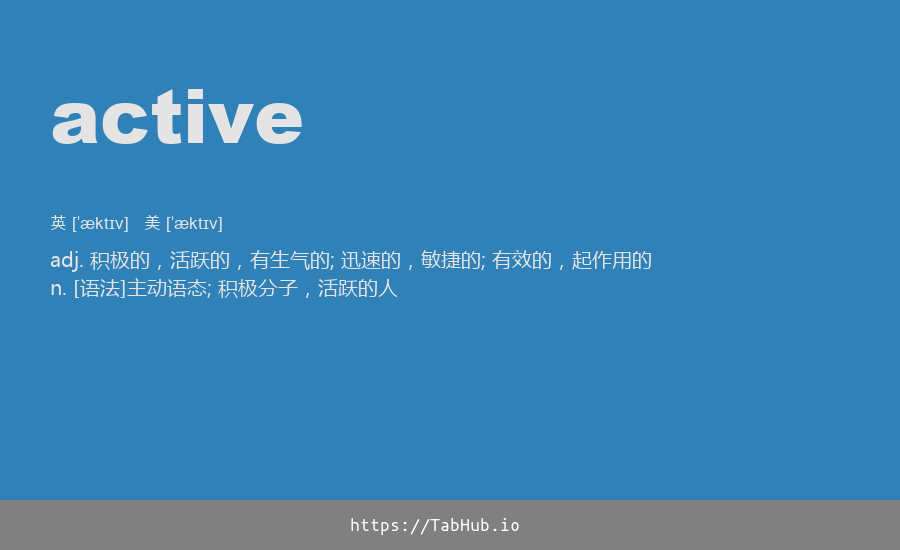 active
英 ['æktɪv] 美 ['æktɪv]
adj. 积极的，活跃的，有生气的; 迅速的，敏捷的; 有效的，起作用的
n. [语法]主动语态; 积极分子，活跃的人
https://TabHub.io